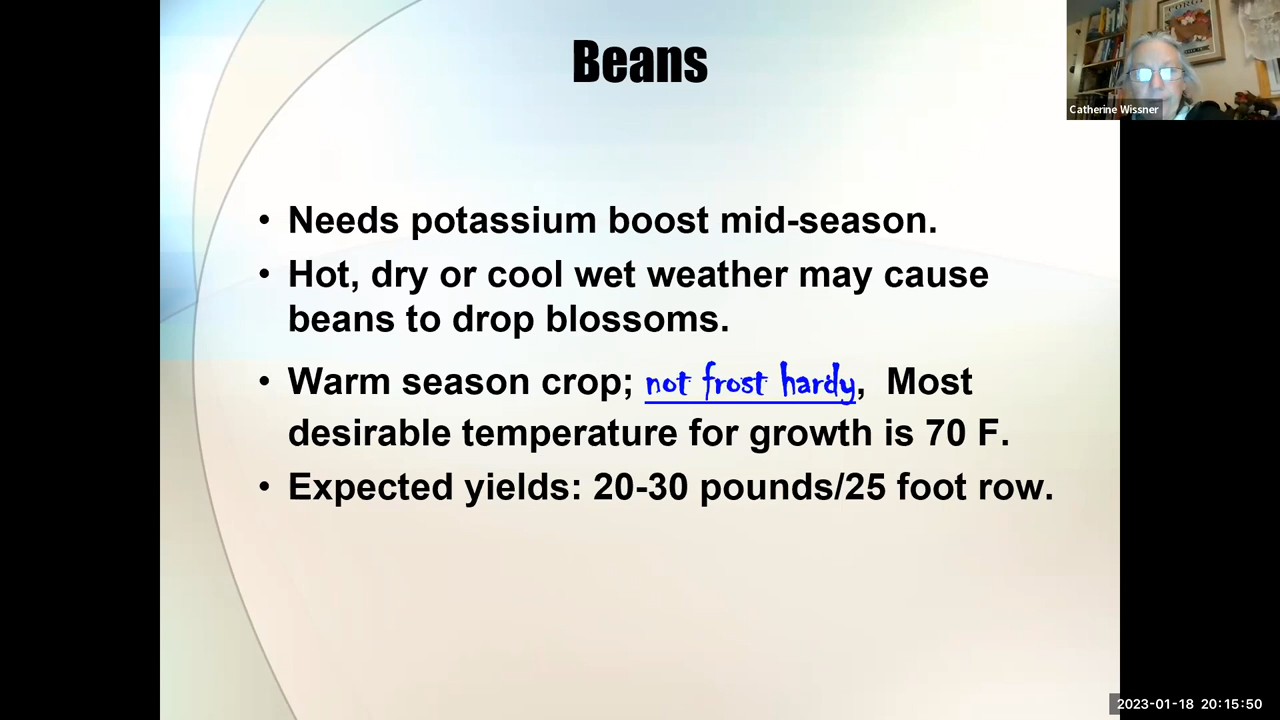 Beans
CORGI
Catherine Wissner
• Needs potassium boost mid-season.
• Hot, dry or cool wet weather may cause
beans to drop blossoms.
• Warm season crop; not frost hardy,  Most
desirable temperature for growth is 70 F.
• Expected yields: 20-30 pounds/25 foot row.
2023-01-18 20:15:50